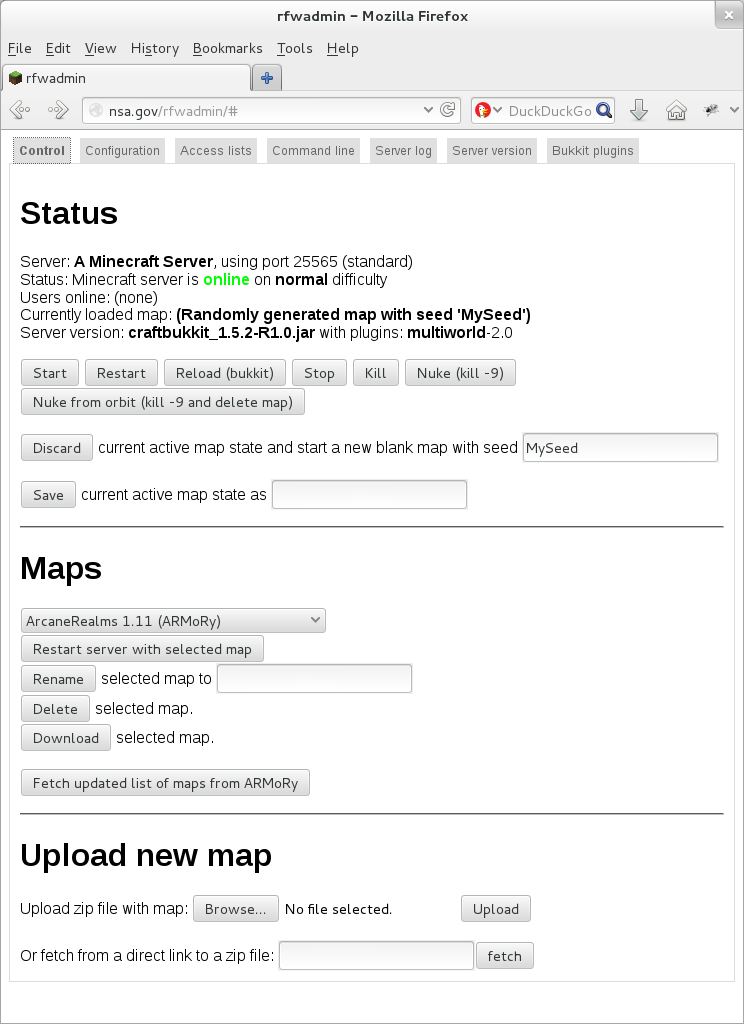 rfwadmin – Mozilla Firefox
File Edit View History Bookmarks Tools Help
rfwadmin
nsa.gov/rfwadmin/# DuckDuckGo
Control Configuration Access lists Command line Server log Server version Bukkit plugins
Status
Server: A Minecraft Server, using port 25565 (standard)
Status: Minecraft server is online on normal difficulty
Users online: (none)
Currently loaded map: (Randomly generated map with seed 'MySeed')
Server version: craftbukkit_1.5.2-R1.0.jar with plugins: multiworld-2.0
Start Restart Reload (bukkit) Stop Kill Nuke (kill -9)
Nuke from orbit (kill -9 and delete map)
Discard current active map state and start a new blank map with seed MySeed
Save current active map state as
Maps
ArcaneRealms 1.11 (ARMoRy)
Restart server with selected map
Rename selected map to
Delete selected map.
Download selected map.
Fetch updated list of maps from ARMoRy
Upload new map
Upload zip file with map: Browse... No file selected. Upload
Or fetch from a direct link to a zip file: fetch